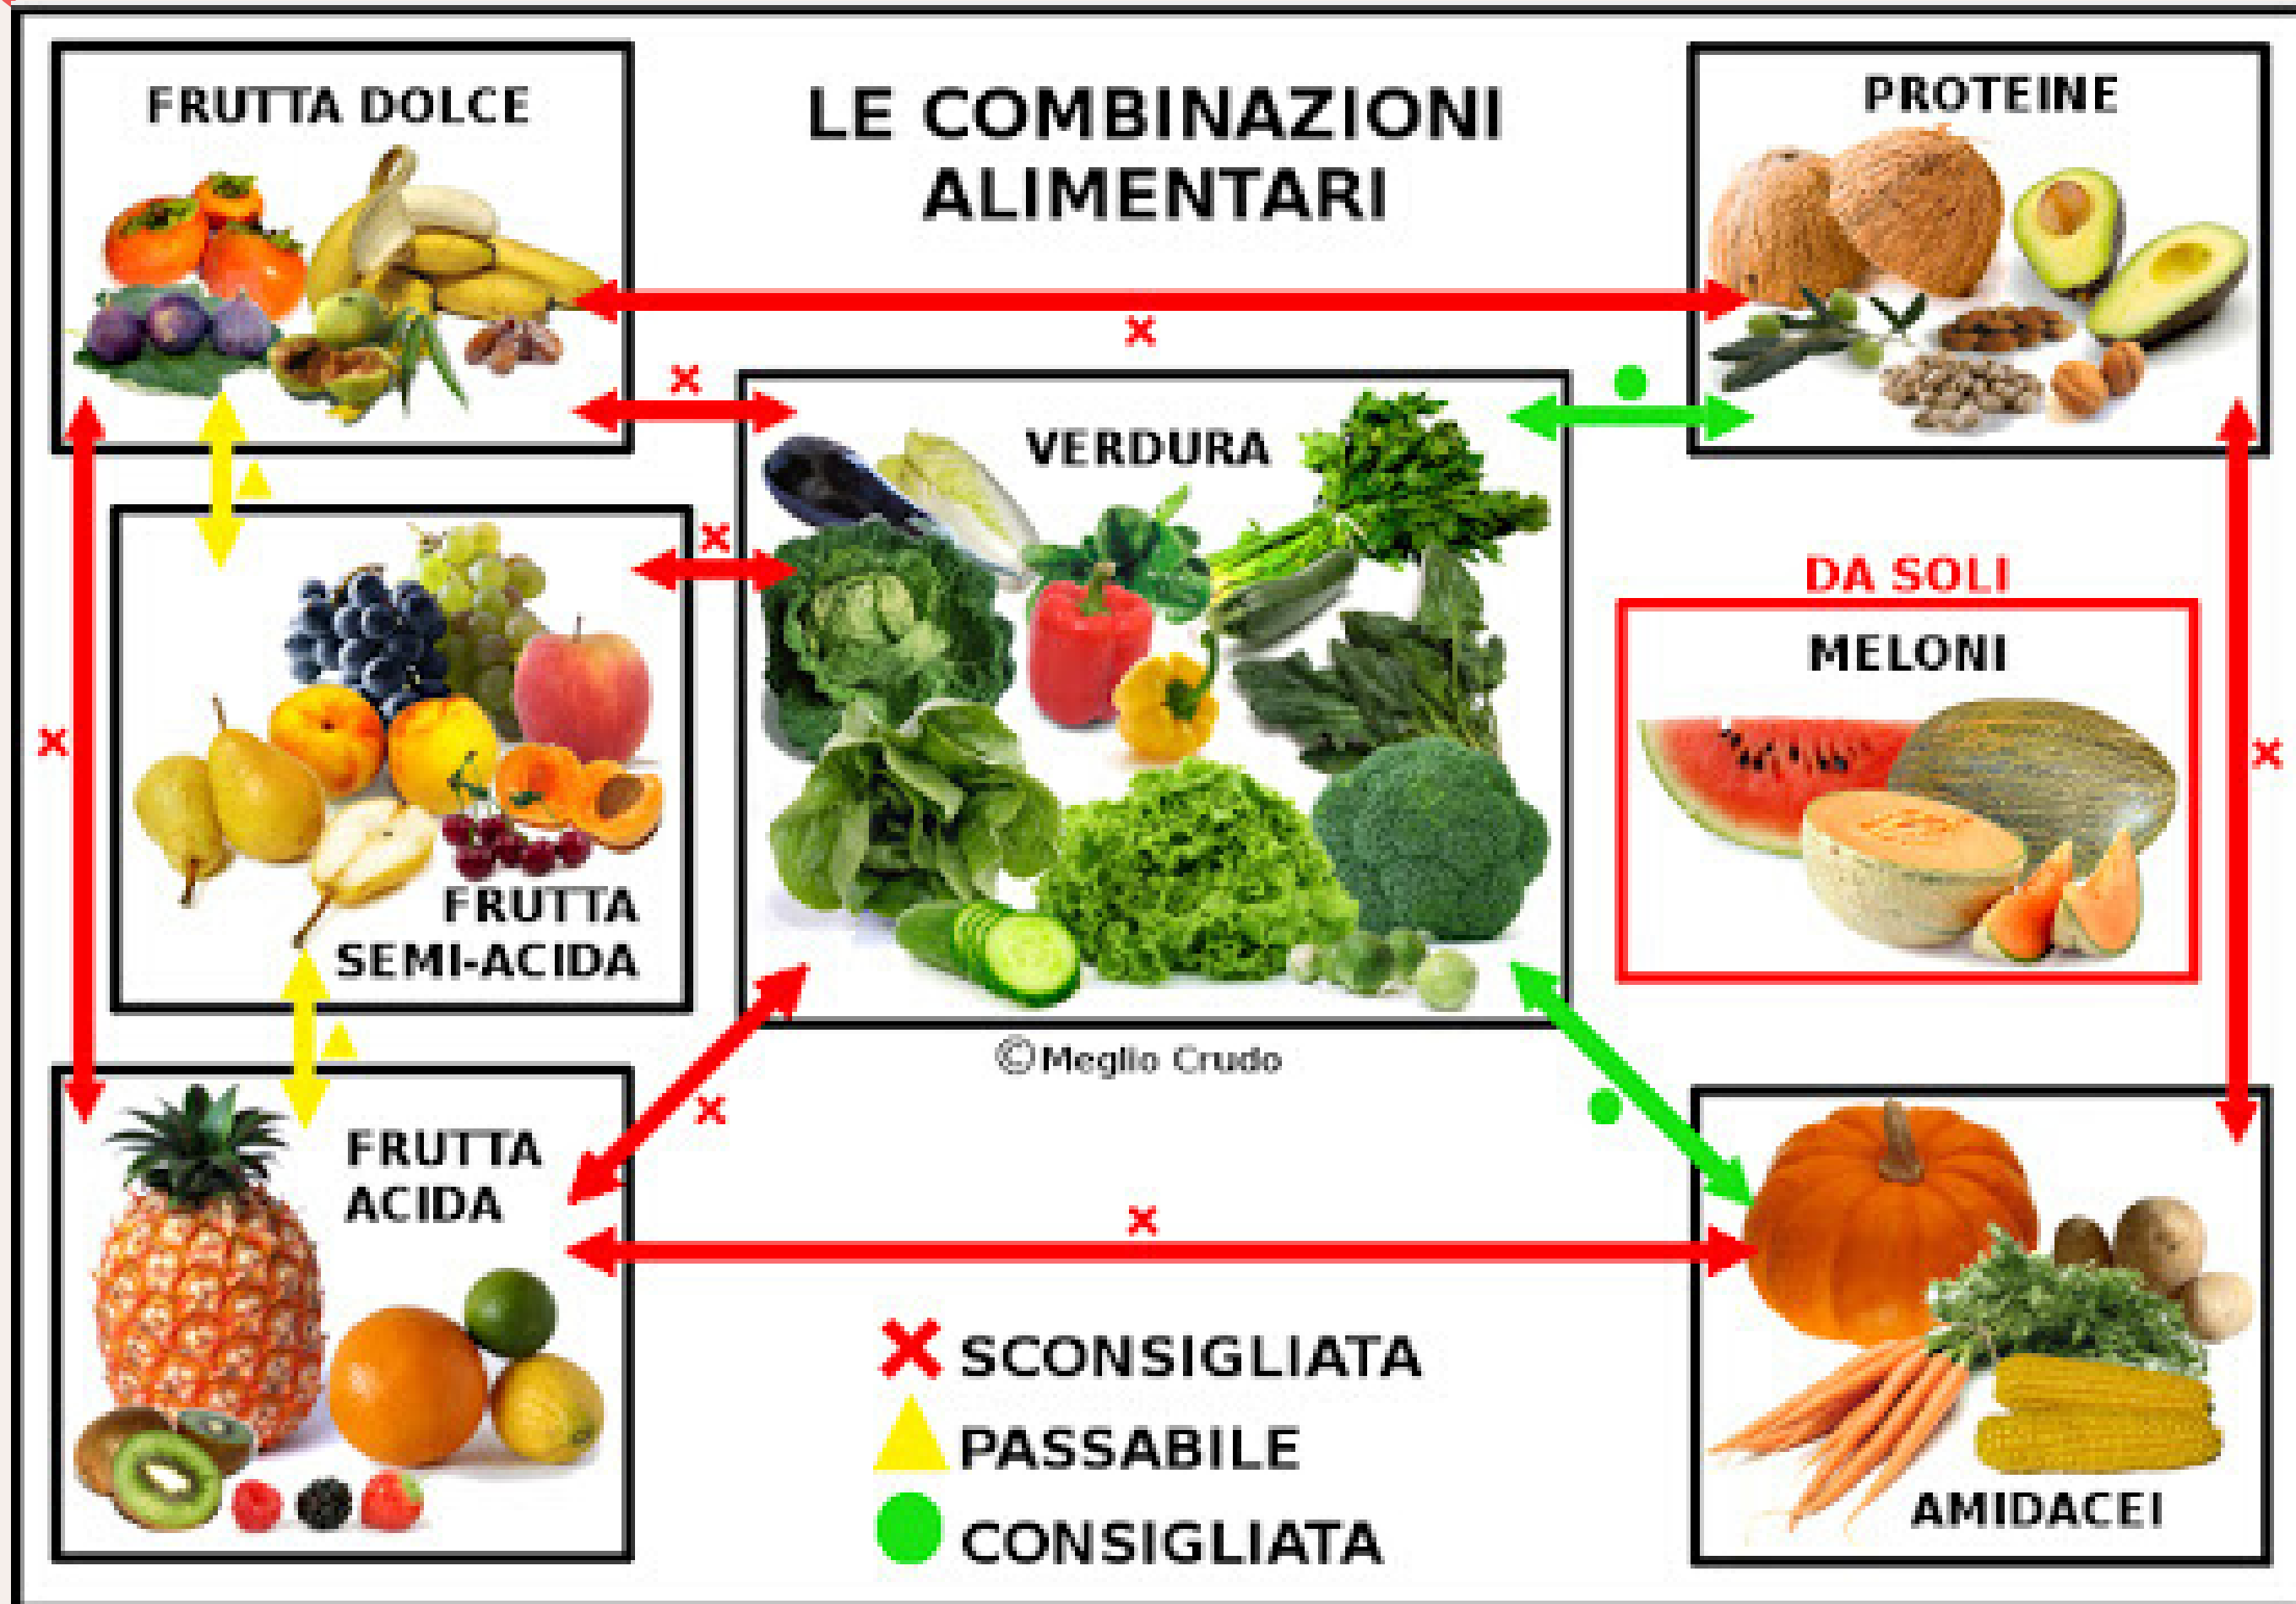 FRUTTA DOLCE
LE COMBINAZIONI
ALIMENTARI
PROTEINE
VERDURA
DA SOLI
MELONI
FRUTTA
SEMI-ACIDA
©Meglio Crudo
FRUTTA
ACIDA
SCONSIGLIATA
PASSABILE
CONSIGLIATA
AMIDACEI